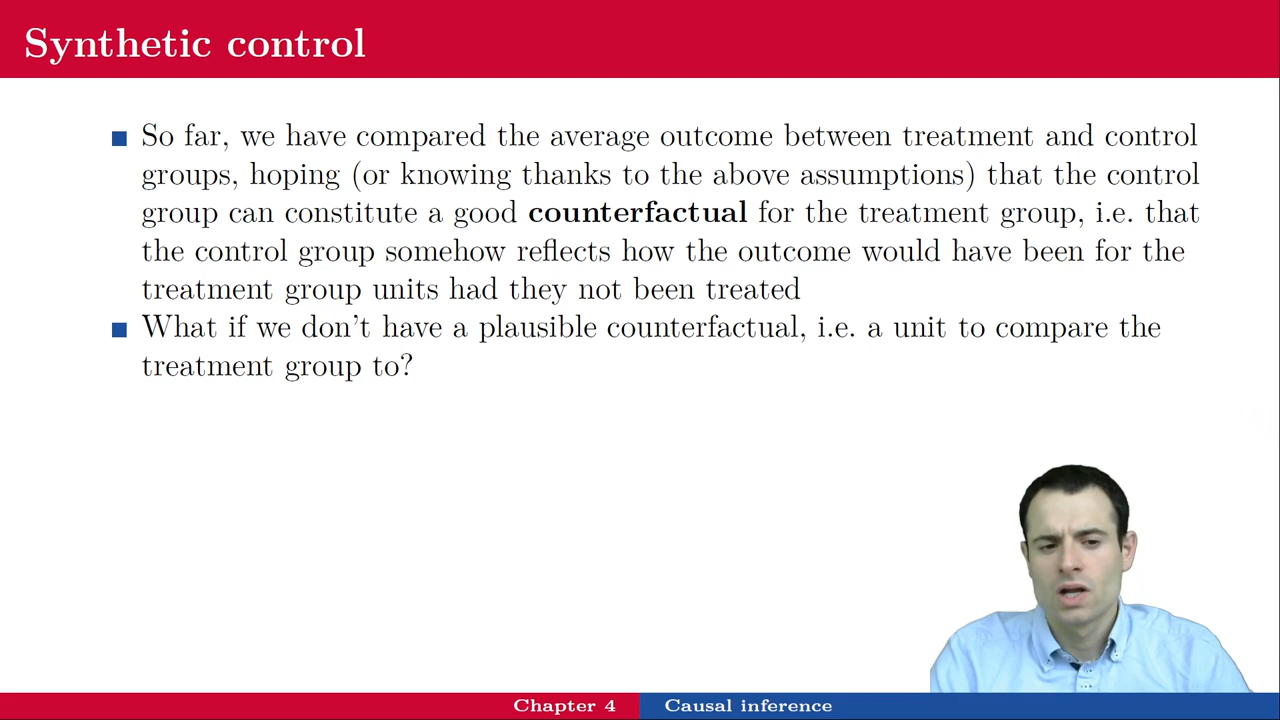 Synthetic control
So far, we have compared the average outcome between treatment and control
groups, hoping (or knowing thanks to the above assumptions) that the control
group can constitute a good counterfactual for the treatment group, i.e. that
the control group somehow reflects how the outcome would have been for the
treatment group units had they not been treated
What if we don't have a plausible counterfactual, i.e. a unit to compare the
treatment group to?
Chapter 4
Causal inference